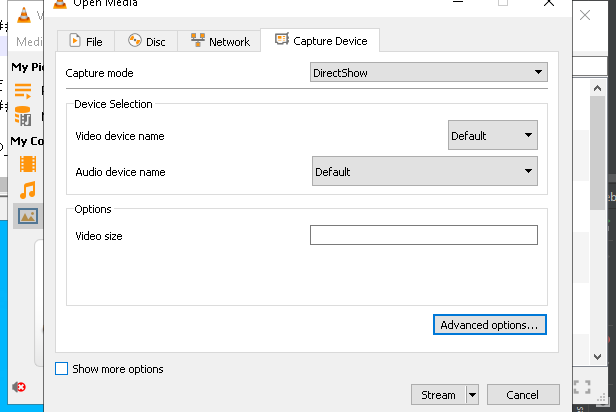 Open Media
Medi
File
Disc
Network
Capture Device
My Pi
My Co
Capture mode
DirectShow
Device Selection
Video device name
Default
Audio device name
Default
Options
Video size
Advanced options...
Show more options
Stream
Cancel